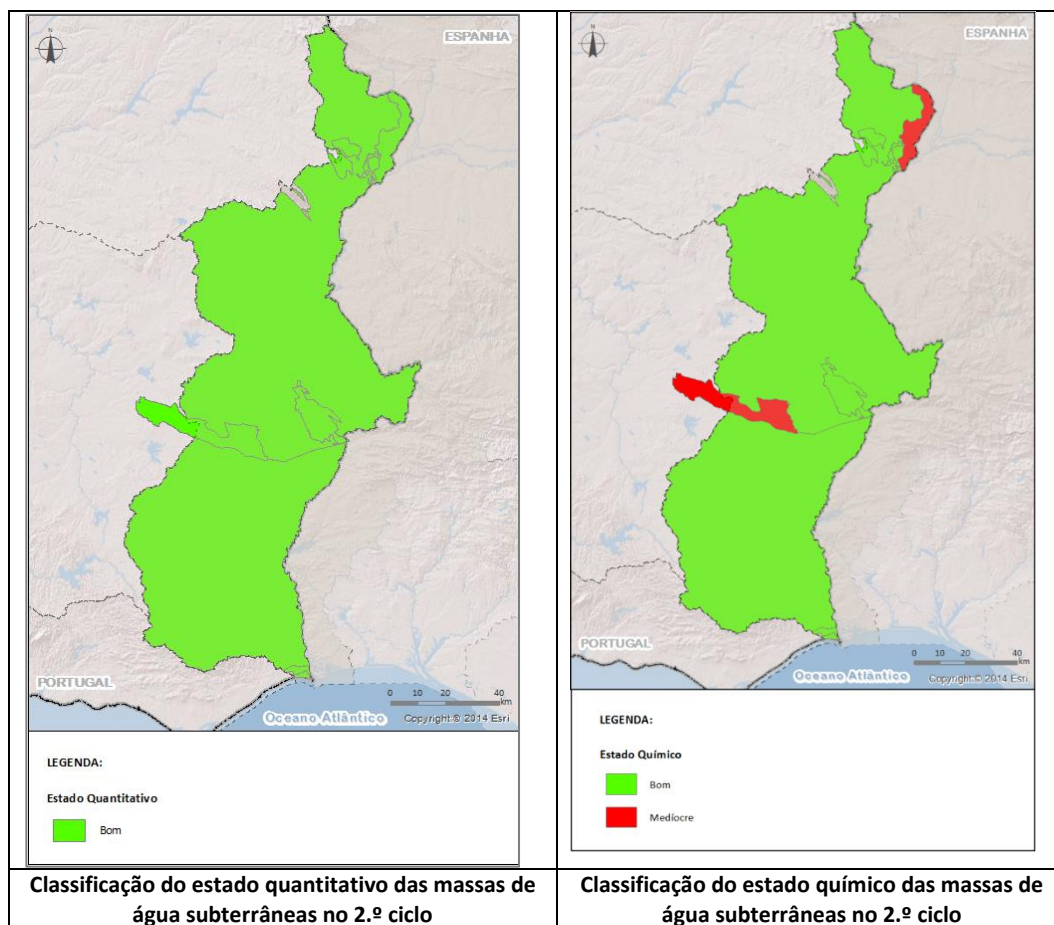 N
ESPANHA
PORTUGAL
Oceano Atlântico
0 10 20 40
km
Copyright:© 2014 Esri
LEGENDA:
Estado Quantitativo
Bom
Classificação do estado quantitativo das massas de
água subterrâneas no 2.º ciclo
N
ESPANHA
PORTUGAL
Oceano Atlântico
0 10 20 40
km
Copyright:© 2014 Esri
LEGENDA:
Estado Químico
Bom
Medíocre
Classificação do estado químico das massas de
água subterrâneas no 2.º ciclo